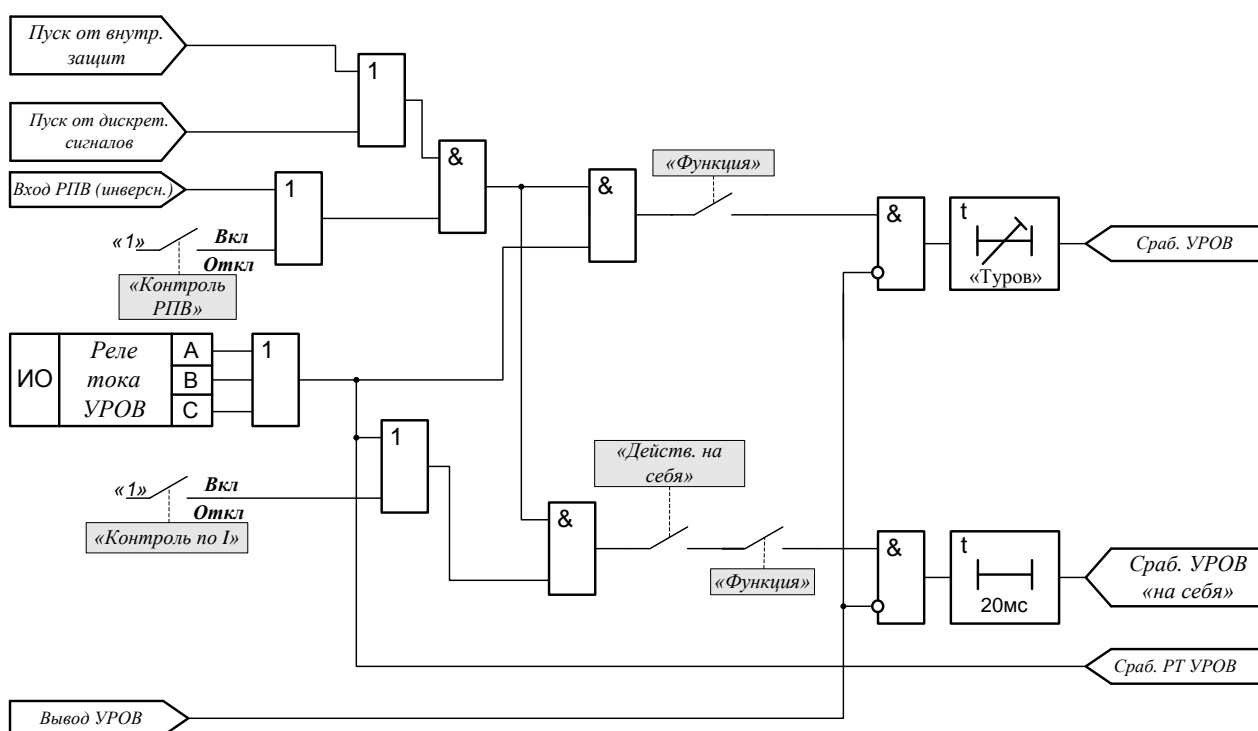 Пуск от внутр.
защит
1
Пуск от дискрет.
сигналов
&
«Функция»
Вход РПВ (инверсн.)
1
&
&
t
«Туров»
Сраб. УРОВ
«1»
Вкл
Откл
«Контроль
РПВ»
ИО
Реле
тока
УРОВ
A
B
C
1
1
«Действ. на
себя»
«1»
Вкл
Откл
«Контроль по I»
&
«Функция»
&
t
20мс
Сраб. УРОВ
«на себя»
Сраб. РТ УРОВ
Вывод УРОВ